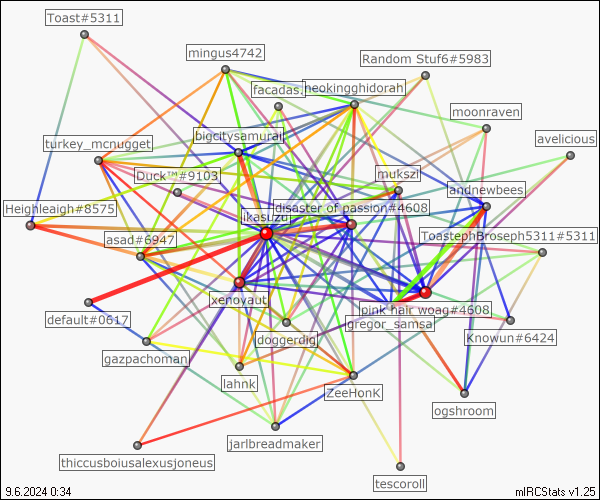 Toast#5311
mingus4742
Random Stuf6#5983
facadas.
neokingghidorah
moonraven
bigcitysamurai
avelicious
turkey_mcnugget
Duck™#9103
mukszi
andnewbees
Heighleaigh#8575
ikasuzu
disaster of passion#4608
asad#6947
ToastephBroseph5311#5311
xenoyaut
default#0617
pink hair woag#4608
gregor_samsa
doggerdig
Knowun#6424
gazpachoman
lahnk
ZeeHonK
ogshroom
jarlbreadmaker
thiccusboiusalexusjoneus
tescoroll
9.6.2024 0:34
mIRCStats v1.25